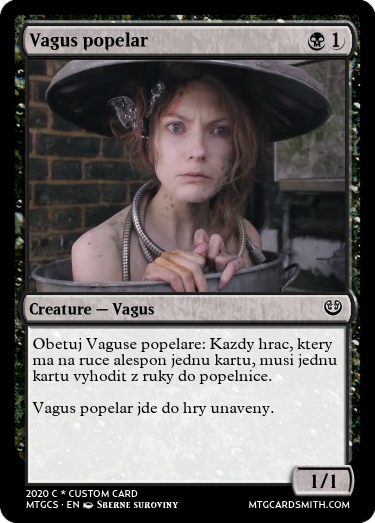 Vagus popelar 1
Creature — Vagus
Obetuj Vaguse popelare: Kazdy hrac, ktery
ma na ruce alespon jednu kartu, musi jednu
kartu vyhodit z ruky do popelnice.
Vagus popelar jde do hry unaveny.
1/1
2020 C * CUSTOM CARD
MTGCS • EN SBERNE SUROVINY
MTGCARDSMITH.COM